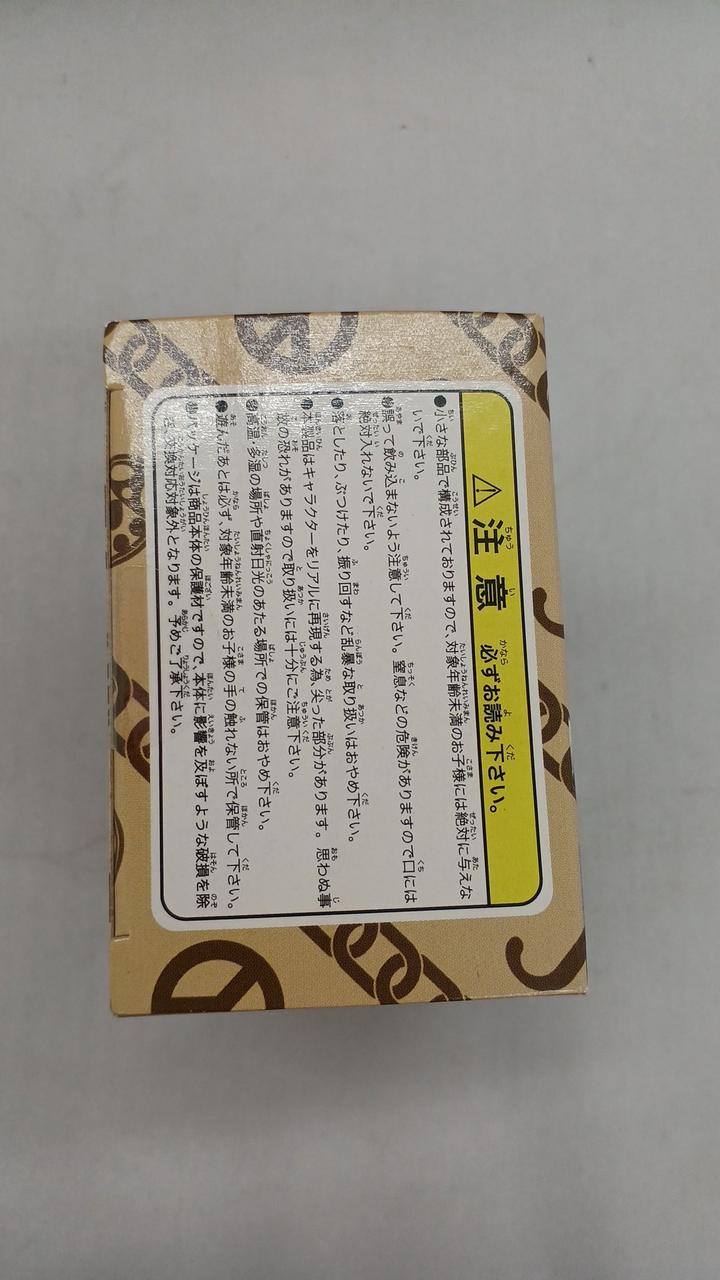 ⚠注意 必ずお読み下さい。
●小さな部品で構成されておりますので、対象年齢未満のお子様には絶対に与えな
いで下さい。
●誤って飲み込まないよう注意して下さい。窒息などの危険がありますので口には
絶対入れないで下さい。
●落としたり、ぶつけたり、振り回すなど乱暴な取り扱いはおやめ下さい。
●本製品はキャラクターをリアルに再現する為、尖った部分があります。思わぬ事
故の恐れがありますので取り扱いには十分にご注意下さい。
●高温・多湿の場所や直射日光のあたる場所での保管はおやめ下さい。
●遊んだあとは必ず、対象年齢未満のお子様の手の触れない所で保管して下さい。
●パッケージは商品本体の保護材ですので、本体に影響を及ぼすような破損を除
き、交換対応対象外となります。予めご了承下さい。